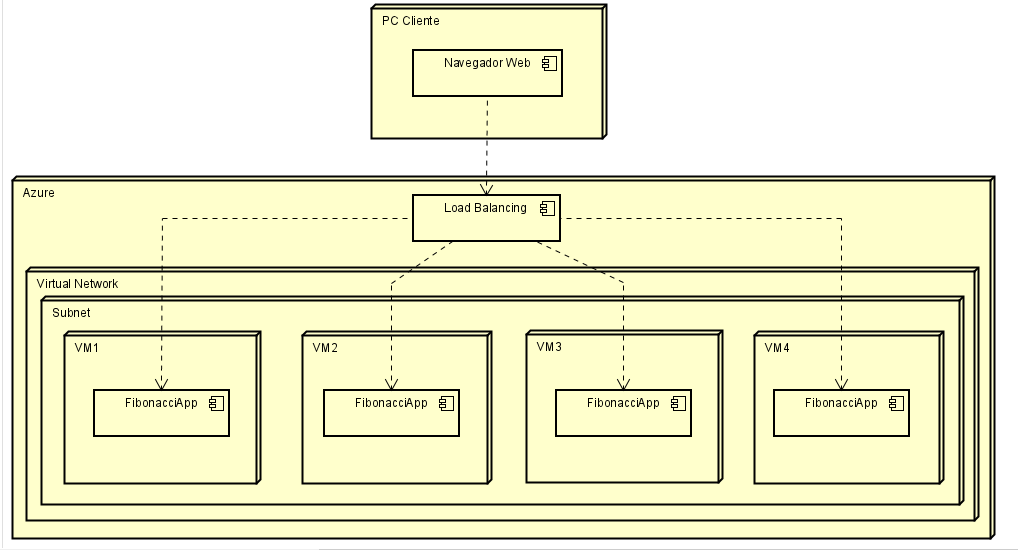 PC Cliente
Navegador Web
Azure
Load Balancing
Virtual Network
Subnet
VM1
VM2
VM3
VM4
FibonacciApp
FibonacciApp
FibonacciApp
FibonacciApp